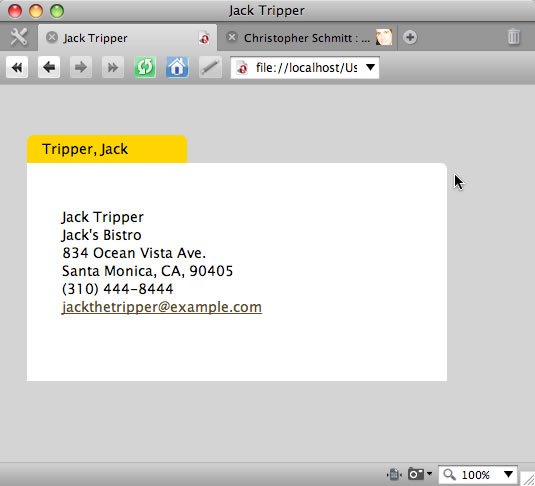 Jack Tripper
Jack Tripper
Christopher Schmitt : ...
file://localhost/Us
Tripper, Jack
Jack Tripper
Jack's Bistro
834 Ocean Vista Ave.
Santa Monica, CA, 90405
(310) 444-8444
jackthetripper@example.com
100%